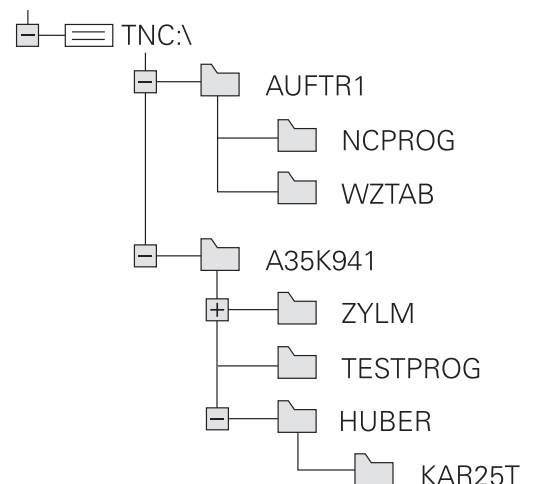 TNC:\
AUFTR1
NCPROG
WZTAB
A35K941
ZYLM
TESTPROG
HUBER
KAR25T